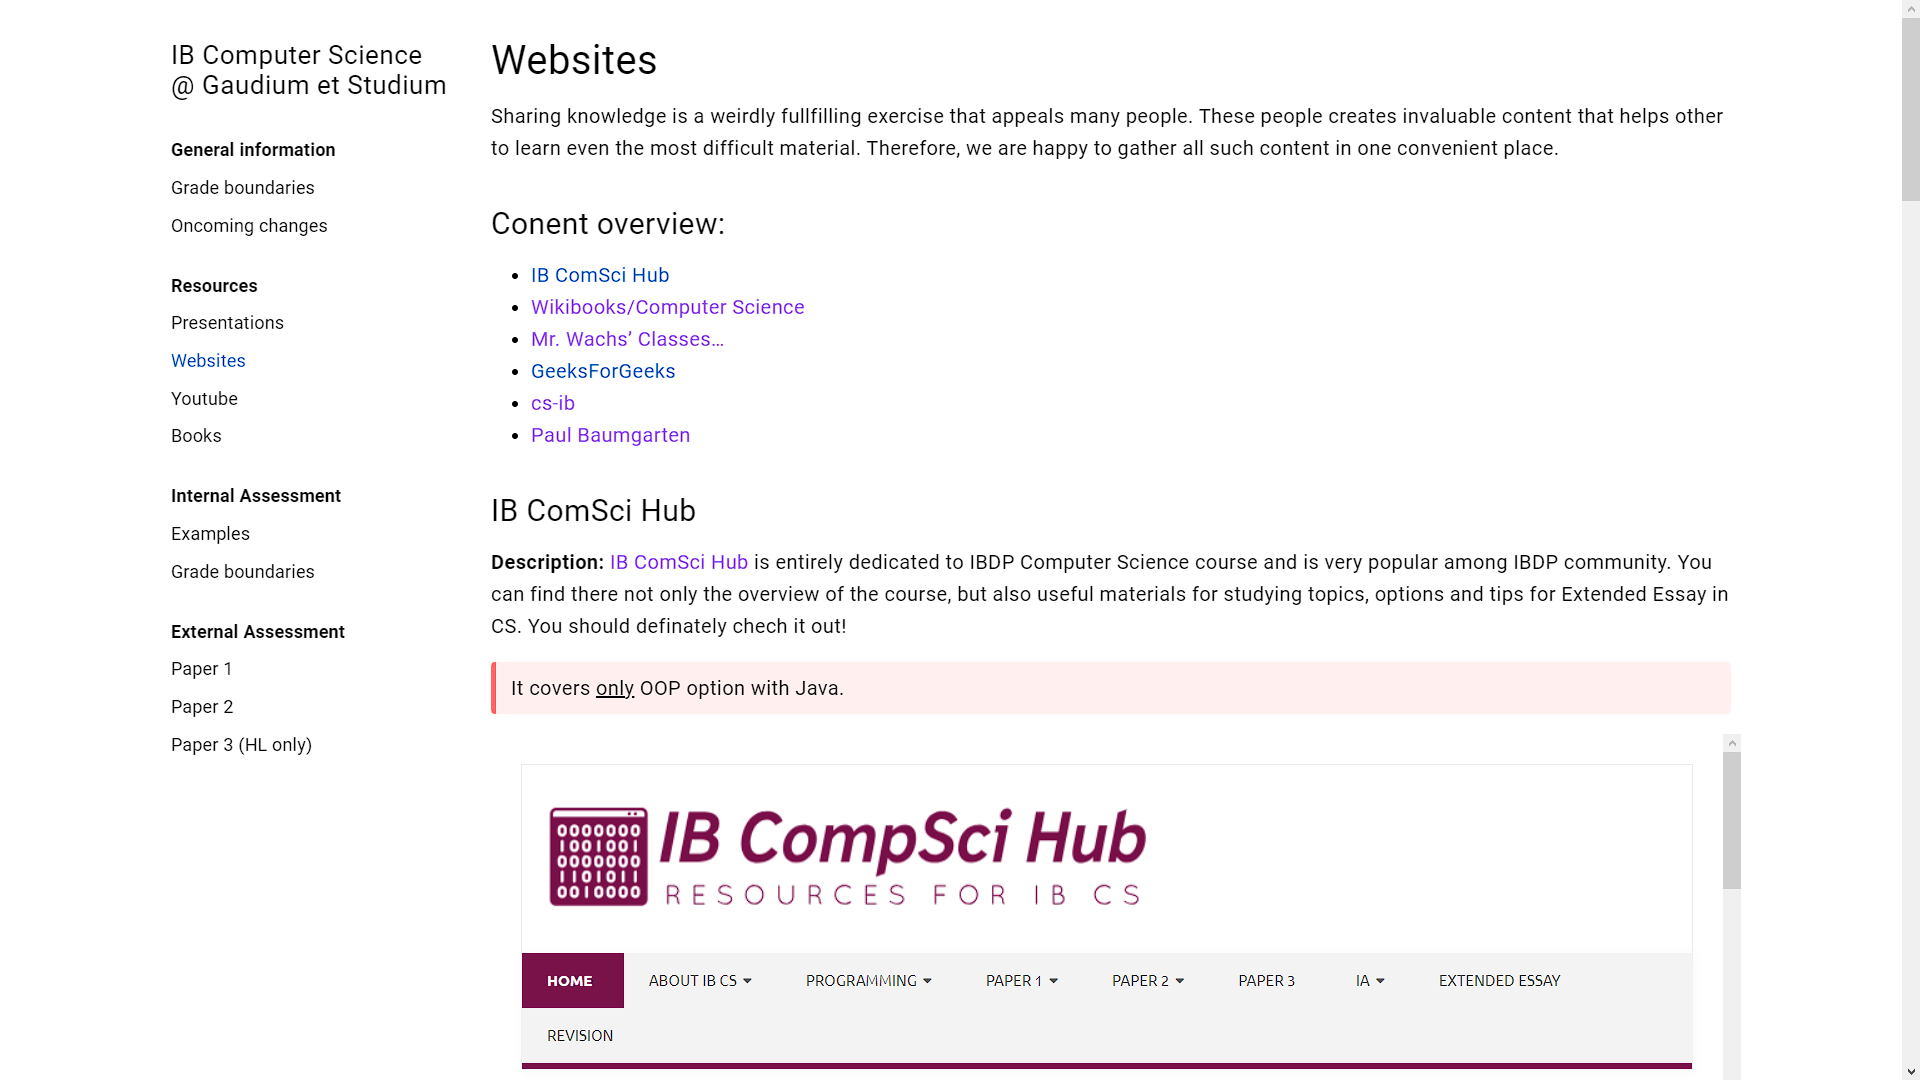 IB Computer Science
@ Gaudium et Studium
General information
Grade boundaries
Oncoming changes
Resources
Presentations
Websites
Youtube
Books
Internal Assessment
Examples
Grade boundaries
External Assessment
Paper 1
Paper 2
Paper 3 (HL only)
Websites
Sharing knowledge is a weirdly fullfilling exercise that appeals many people. These people creates invaluable content that helps other
to learn even the most difficult material. Therefore, we are happy to gather all such content in one convenient place.
Conent overview:
IB ComSci Hub
Wikibooks/Computer Science
Mr. Wachs’ Classes…
GeeksForGeeks
cs-ib
Paul Baumgarten
IB ComSci Hub
Description: IB ComSci Hub is entirely dedicated to IBDP Computer Science course and is very popular among IBDP community. You
can find there not only the overview of the course, but also useful materials for studying topics, options and tips for Extended Essay in
CS. You should definately chech it out!
It covers only OOP option with Java.
0000000
1001001
0000000
1101011
0010000
IB CompSci Hub
RESOURCES FOR IB CS
HOME ABOUT IB CS PROGRAMMING PAPER 1 PAPER 2 PAPER 3 IA EXTENDED ESSAY
REVISION